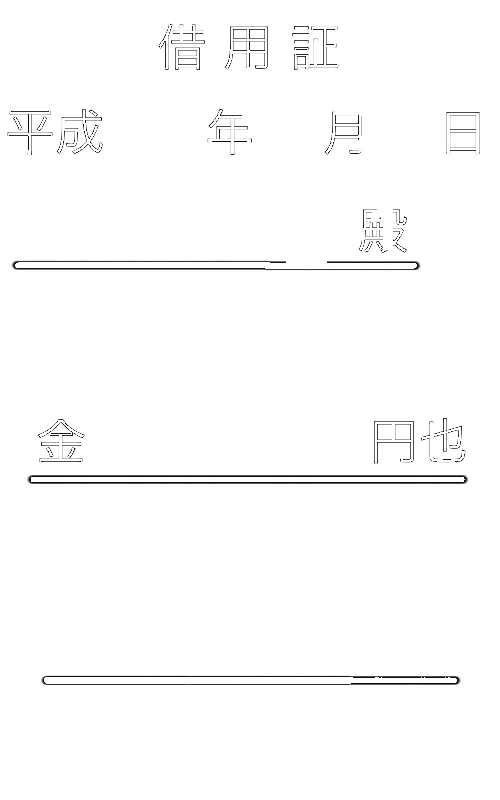 借用証
平成 年 月 日
殿
金 円也